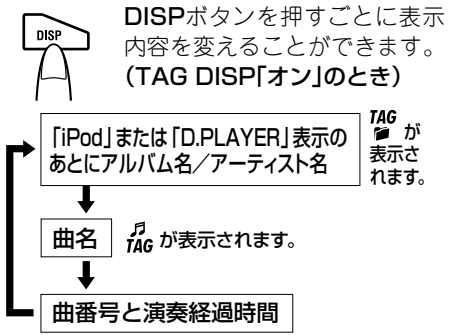 DISP
DISPボタンを押すごとに表示
内容を変えることができます。
(TAG DISP「オン」のとき)
「iPod」または「D.PLAYER」表示の
あとにアルバム名／アーティスト名
TAG
が
表示さ
れます。
曲名
TAG が表示されます。
曲番号と演奏経過時間